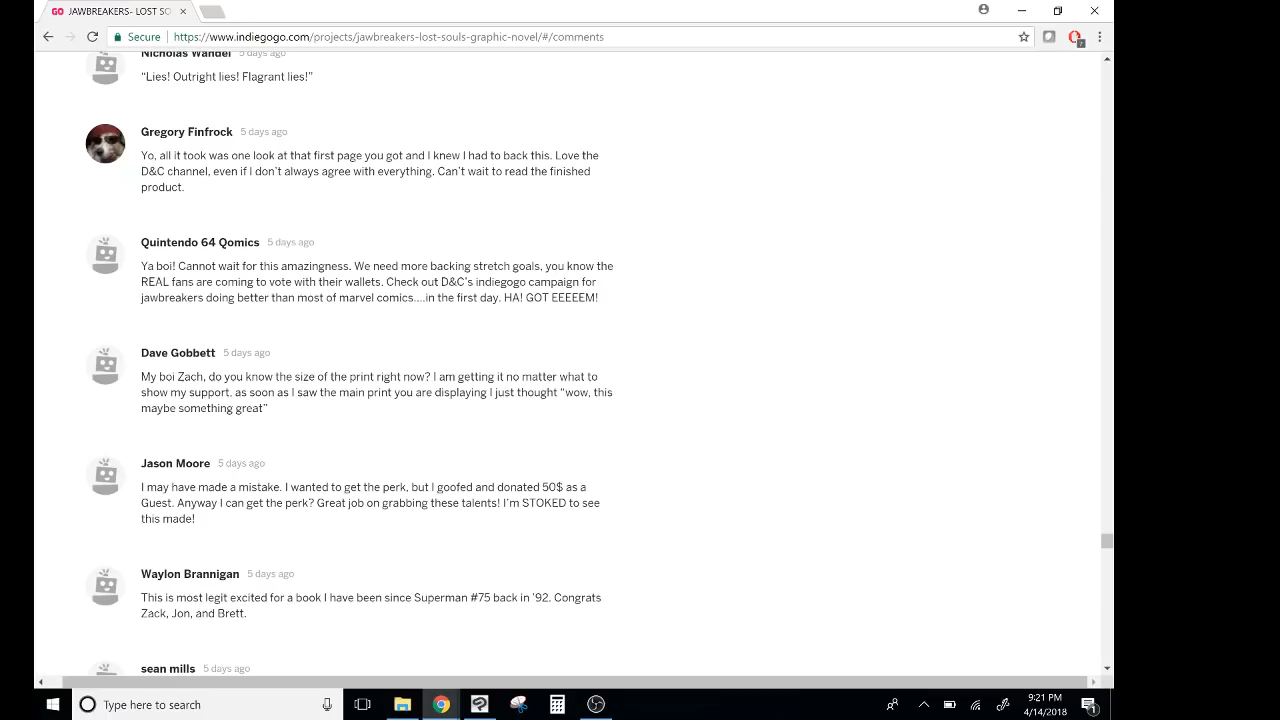 GO JAWBREAKERS- LOST SO
Secure https://www.indiegogo.com/projects/jawbreakers-lost-souls-graphic-novel/#/comments
7
Nicholas Wandel 5 days ago
“Lies! Outright lies! Flagrant lies!”
Gregory Finfrock 5 days ago
Yo, all it took was one look at that first page you got and I knew I had to back this. Love the
D&C channel, even if I don’t always agree with everything. Can’t wait to read the finished
product.
Quintendo 64 Qomics 5 days ago
Ya boi! Cannot wait for this amazingness. We need more backing stretch goals, you know the
REAL fans are coming to vote with their wallets. Check out D&C’s indiegogo campaign for
jawbreakers doing better than most of marvel comics....in the first day. HA! GOT EEEEEM!
Dave Gobbett 5 days ago
My boi Zach, do you know the size of the print right now? I am getting it no matter what to
show my support. as soon as I saw the main print you are displaying I just thought “wow, this
maybe something great”
Jason Moore 5 days ago
I may have made a mistake. I wanted to get the perk, but I goofed and donated 50$ as a
Guest. Anyway I can get the perk? Great job on grabbing these talents! I’m STOKED to see
this made!
Waylon Brannigan 5 days ago
This is most legit excited for a book I have been since Superman #75 back in ’92. Congrats
Zack, Jon, and Brett.
sean mills 5 days ago
Type here to search
9:21 PM
4/14/2018
1